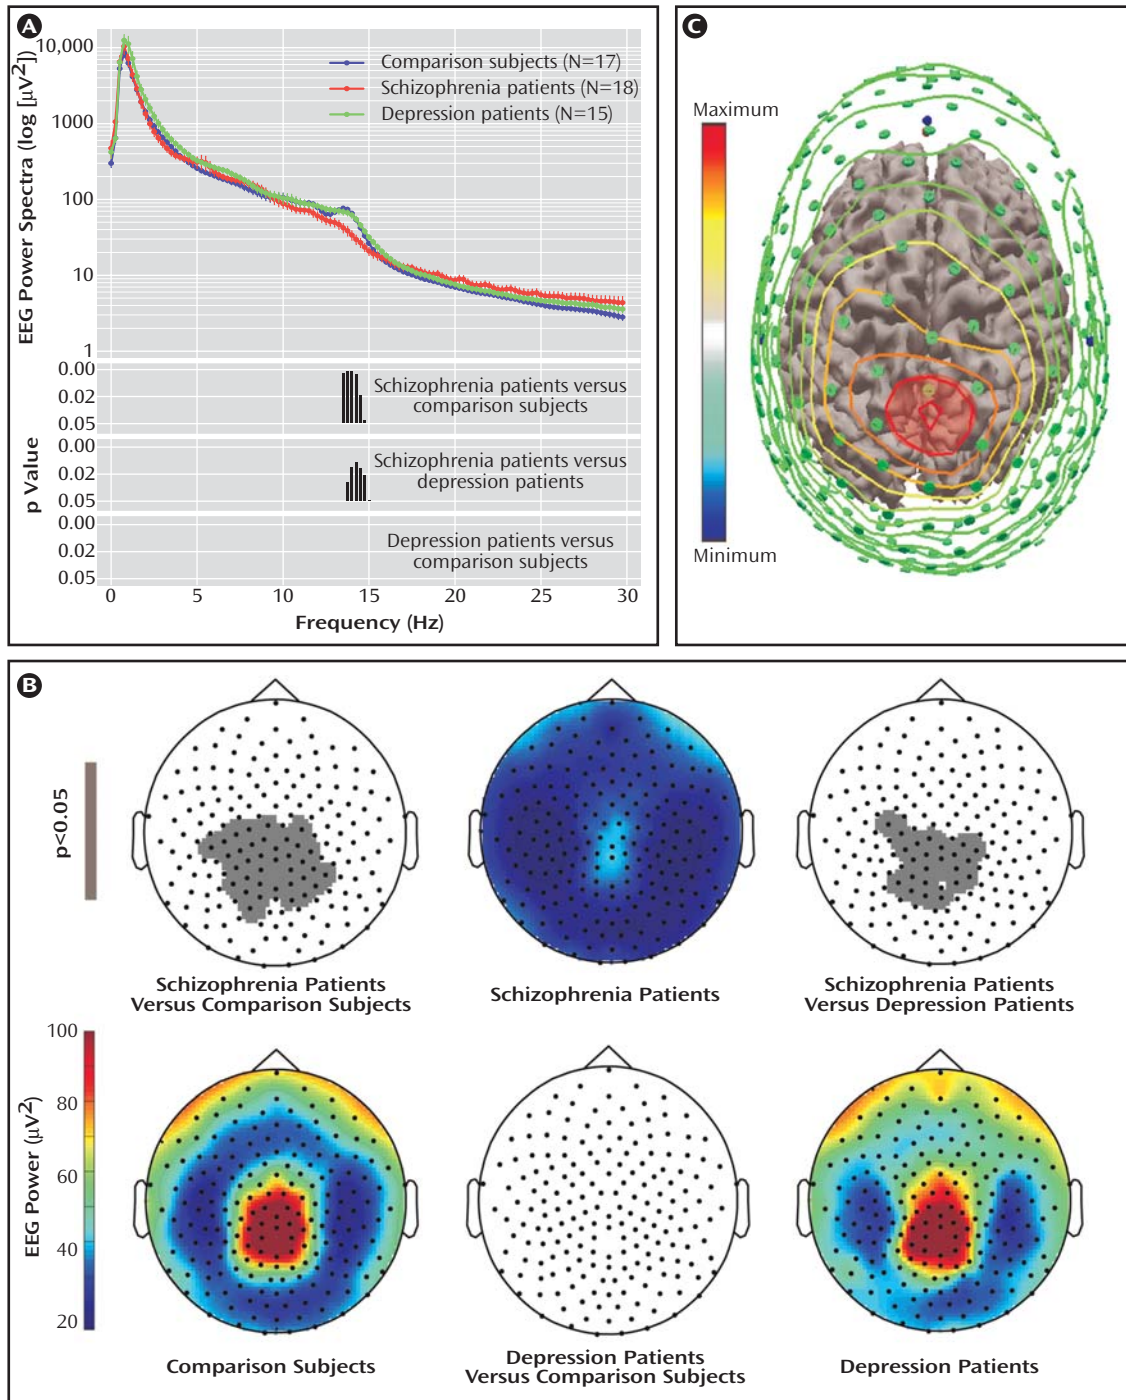 A
EEG Power Spectra (log [μV²])
10,000
1000
100
10
1
Comparison subjects (N=17)
Schizophrenia patients (N=18)
Depression patients (N=15)
p Value
0.00
0.02
0.05
Schizophrenia patients versus
comparison subjects
0.00
0.02
0.05
Schizophrenia patients versus
depression patients
0.00
0.02
0.05
Depression patients versus
comparison subjects
0 5 10 15 20 25 30
Frequency (Hz)
C
Maximum
Minimum
B
p<0.05
Schizophrenia Patients
Versus Comparison Subjects
Schizophrenia Patients
Schizophrenia Patients
Versus Depression Patients
EEG Power (μV²)
100
80
60
40
20
Comparison Subjects
Depression Patients
Versus Comparison Subjects
Depression Patients